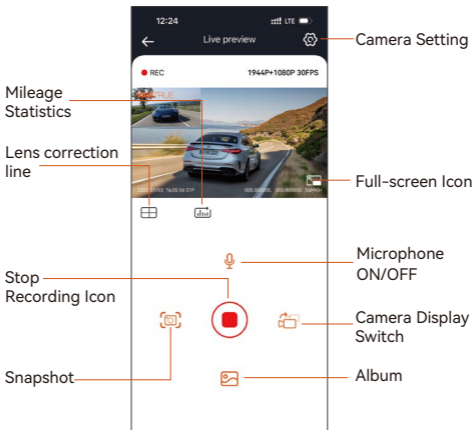 12:24
LTE
Live preview
Camera Setting
REC
1944P+1080P 30FPS
Mileage
Statistics
Lens correction
line
Full-screen Icon
Microphone
ON/OFF
Stop
Recording Icon
Camera Display
Switch
Snapshot
Album